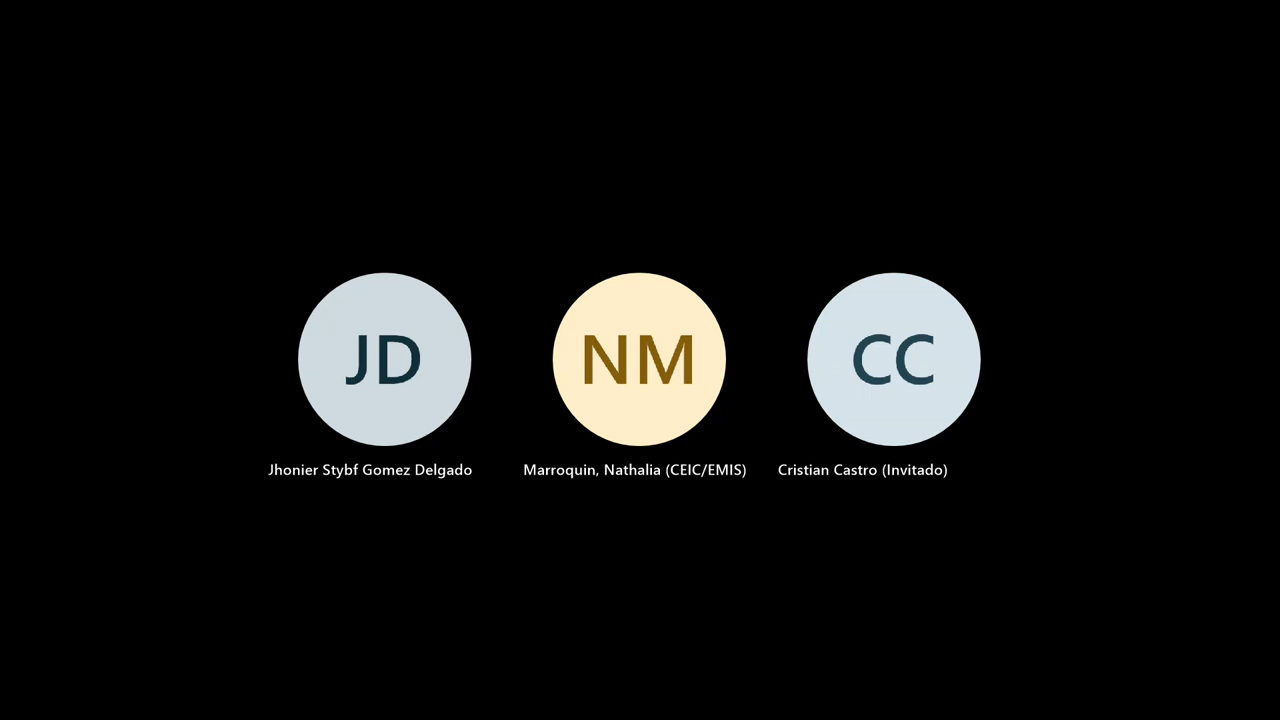 JD
NM
CC
Jhonier Stybf Gomez Delgado
Marroquin, Nathalia (CEIC/EMIS)
Cristian Castro (Invitado)